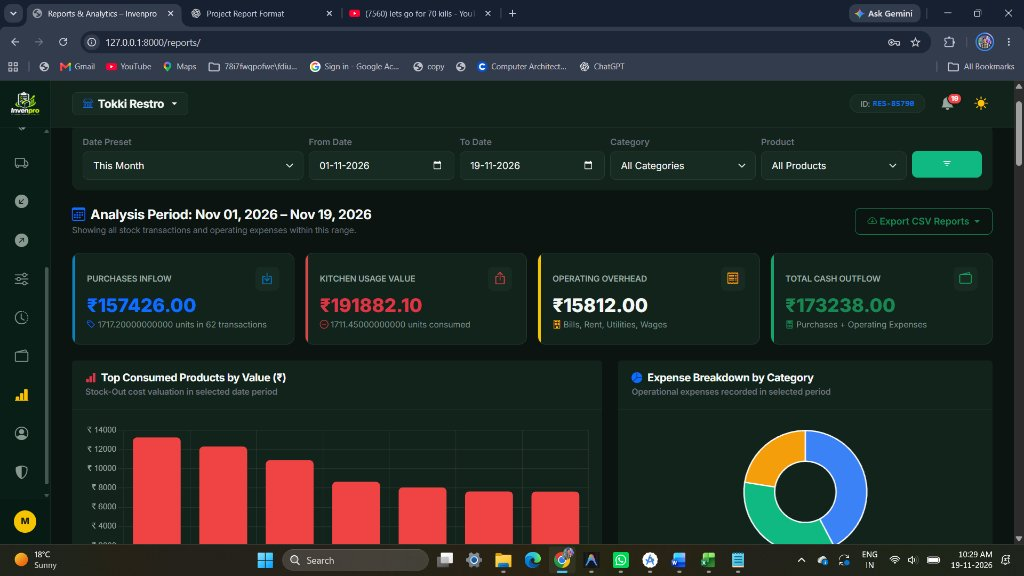 Reports & Analytics – Invenpro
Project Report Format
(7560) lets go for 70 kills - You
Ask Gemini
127.0.0.1:8000/reports/
Gmail
YouTube
Maps
78i7fwqpofwe\fdiu...
Sign in - Google Ac...
copy
Computer Architect...
ChatGPT
All Bookmarks
Invenpro
Tokki Restro
ID: RES-85790
19
Date Preset
From Date
To Date
Category
Product
This Month
01-11-2026
19-11-2026
All Categories
All Products
Analysis Period: Nov 01, 2026 – Nov 19, 2026
Showing all stock transactions and operating expenses within this range.
Export CSV Reports
PURCHASES INFLOW
₹157426.00
1717.20000000000 units in 62 transactions
KITCHEN USAGE VALUE
₹191882.10
1711.45000000000 units consumed
OPERATING OVERHEAD
₹15812.00
Bills, Rent, Utilities, Wages
TOTAL CASH OUTFLOW
₹173238.00
Purchases + Operating Expenses
Top Consumed Products by Value (₹)
Stock-Out cost valuation in selected date period
₹ 14000
₹ 12000
₹ 10000
₹ 8000
₹ 6000
₹ 4000
Expense Breakdown by Category
Operational expenses recorded in selected period
M
18°C
Sunny
Search
ENG
IN
10:29 AM
19-11-2026